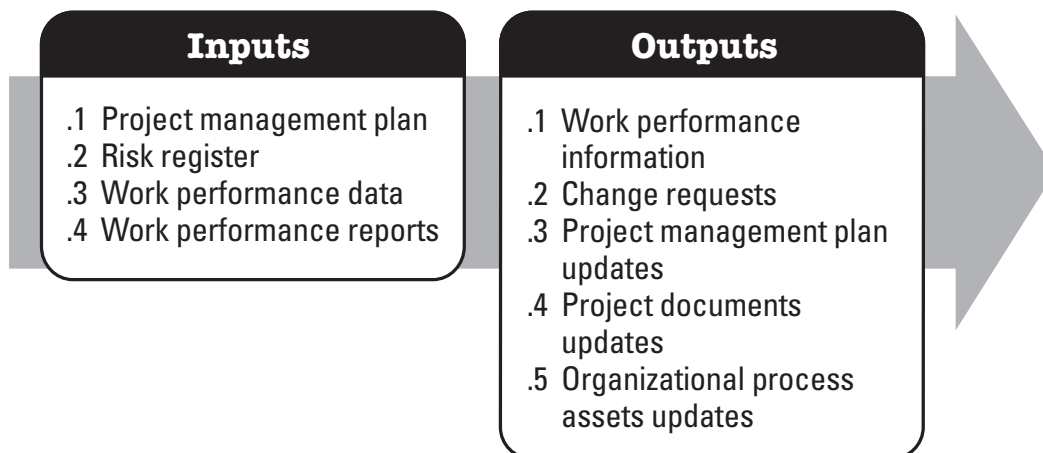 Inputs
.1 Project management plan
.2 Risk register
.3 Work performance data
.4 Work performance reports
Outputs
.1 Work performance
information
.2 Change requests
.3 Project management plan
updates
.4 Project documents
updates
.5 Organizational process
assets updates